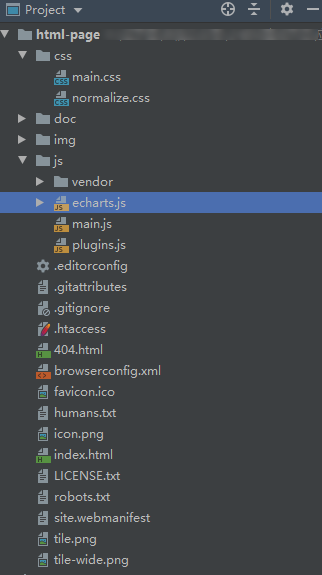 Project
html-page
css
main.css
normalize.css
doc
img
js
vendor
echarts.js
main.js
plugins.js
.editorconfig
.gitattributes
.gitignore
.htaccess
404.html
browserconfig.xml
favicon.ico
humans.txt
icon.png
index.html
LICENSE.txt
robots.txt
site.webmanifest
tile.png
tile-wide.png